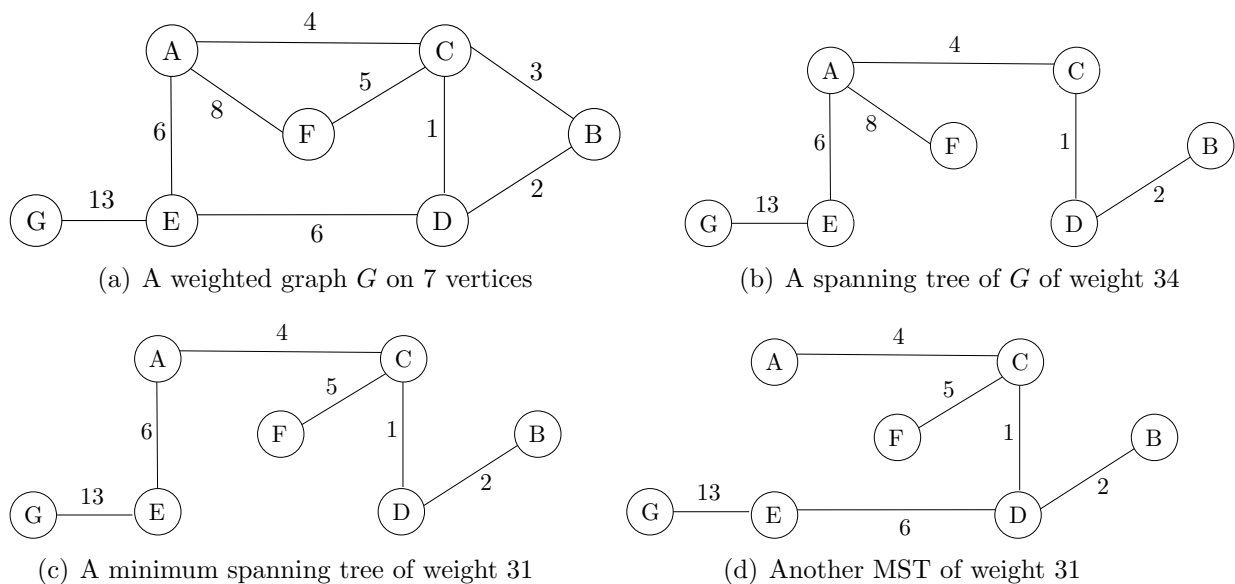 4
A
C
3
5
8
F
6
1
B
13
2
G
E
D
6
(a) A weighted graph G on 7 vertices
4
A
C
8
6
F
1
B
13
2
G
E
D
(b) A spanning tree of G of weight 34
4
A
C
5
6
F
1
B
13
2
G
E
D
(c) A minimum spanning tree of weight 31
4
A
C
5
F
1
B
13
2
G
E
D
6
(d) Another MST of weight 31